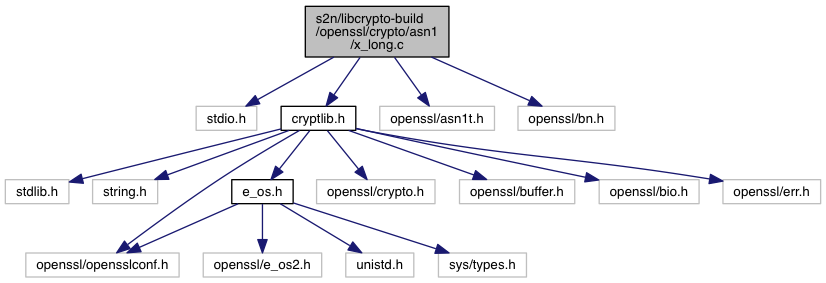 s2n/libcrypto-build
/openssl/crypto/asn1
/x_long.c
stdio.h
cryptlib.h
openssl/asn1t.h
openssl/bn.h
stdlib.h
string.h
e_os.h
openssl/crypto.h
openssl/buffer.h
openssl/bio.h
openssl/err.h
openssl/opensslconf.h
openssl/e_os2.h
unistd.h
sys/types.h